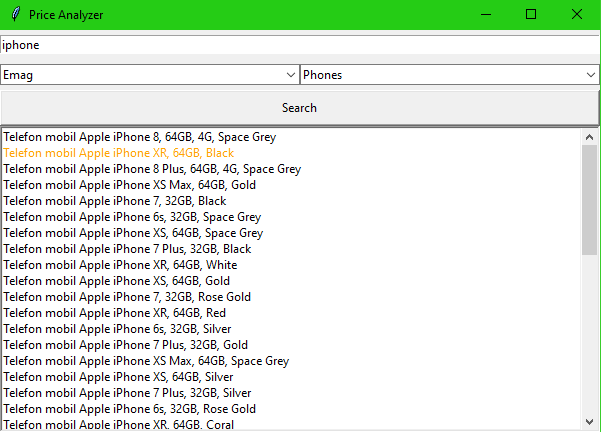 Price Analyzer
iphone
Emag Phones
Search
Telefon mobil Apple iPhone 8, 64GB, 4G, Space Grey
Telefon mobil Apple iPhone XR, 64GB, Black
Telefon mobil Apple iPhone 8 Plus, 64GB, 4G, Space Grey
Telefon mobil Apple iPhone XS Max, 64GB, Gold
Telefon mobil Apple iPhone 7, 32GB, Black
Telefon mobil Apple iPhone 6s, 32GB, Space Grey
Telefon mobil Apple iPhone XS, 64GB, Space Grey
Telefon mobil Apple iPhone 7 Plus, 32GB, Black
Telefon mobil Apple iPhone XR, 64GB, White
Telefon mobil Apple iPhone XS, 64GB, Gold
Telefon mobil Apple iPhone 7, 32GB, Rose Gold
Telefon mobil Apple iPhone XR, 64GB, Red
Telefon mobil Apple iPhone 6s, 32GB, Silver
Telefon mobil Apple iPhone 7 Plus, 32GB, Gold
Telefon mobil Apple iPhone XS Max, 64GB, Space Grey
Telefon mobil Apple iPhone XS, 64GB, Silver
Telefon mobil Apple iPhone 7 Plus, 32GB, Silver
Telefon mobil Apple iPhone 6s, 32GB, Rose Gold
Telefon mobil Apple iPhone XR, 64GB, Coral